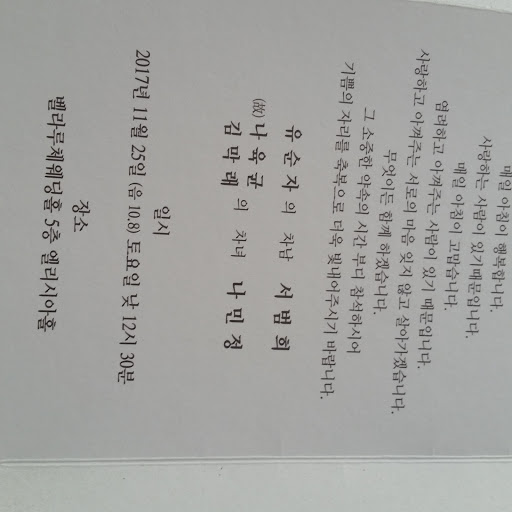 매일 아침이 행복합니다.
사랑하는 사람이 있기때문입니다.
매일 아침이 고맙습니다.
염려하고 아껴주는 사람이 있기 때문입니다.
사랑하고 아껴주는 서로의 마음 잊지 않고 살아가겠습니다.
무엇이든 함께 하겠습니다.
그 소중한 약속의 시간 부디 참석하시어
기쁨의 자리를 축복으로 더욱 빛내어주시기 바랍니다.
유순자 의 차남 서범희
(故)나육균
김막래 의 차녀 나민정
일시
2017년 11월 25일 (음 10.8) 토요일 낮 12시 30분
장소
벨라루체웨딩홀 5층 엘리시아홀